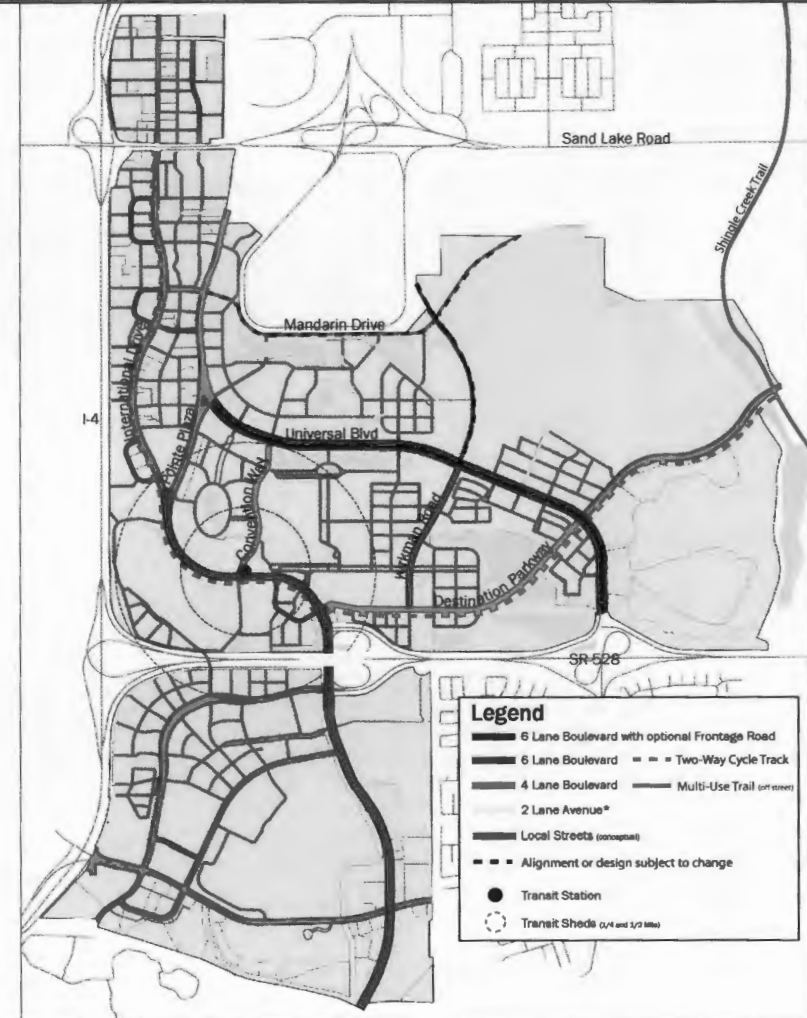 Sand Lake Road
Shingle Creek Trail
Mandarin Drive
International Drive
I-4
Pointe Plaza
Universal Blvd
Convention Way
Kirkman Road
Destination Parkway
SR 528
Legend
6 Lane Boulevard with optional Frontage Road
6 Lane Boulevard
Two-Way Cycle Track
4 Lane Boulevard
Multi-Use Trail (off street)
2 Lane Avenue*
Local Streets (conceptual)
Alignment or design subject to change
Transit Station
Transit Sheds (1/4 and 1/2 Mile)